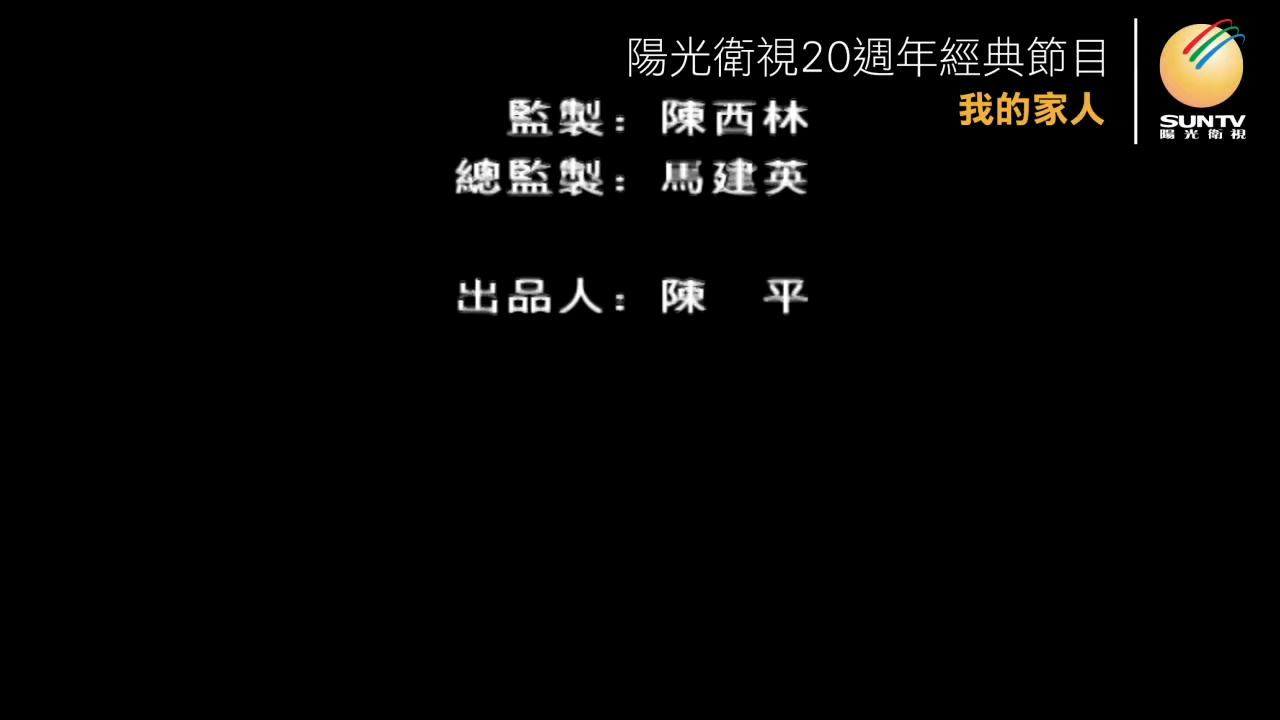 陽光衛視20週年經典節目
我的家人
SUNTV
陽光衛視
監製：陳西林
總監製：馬建英
出品人：陳　平